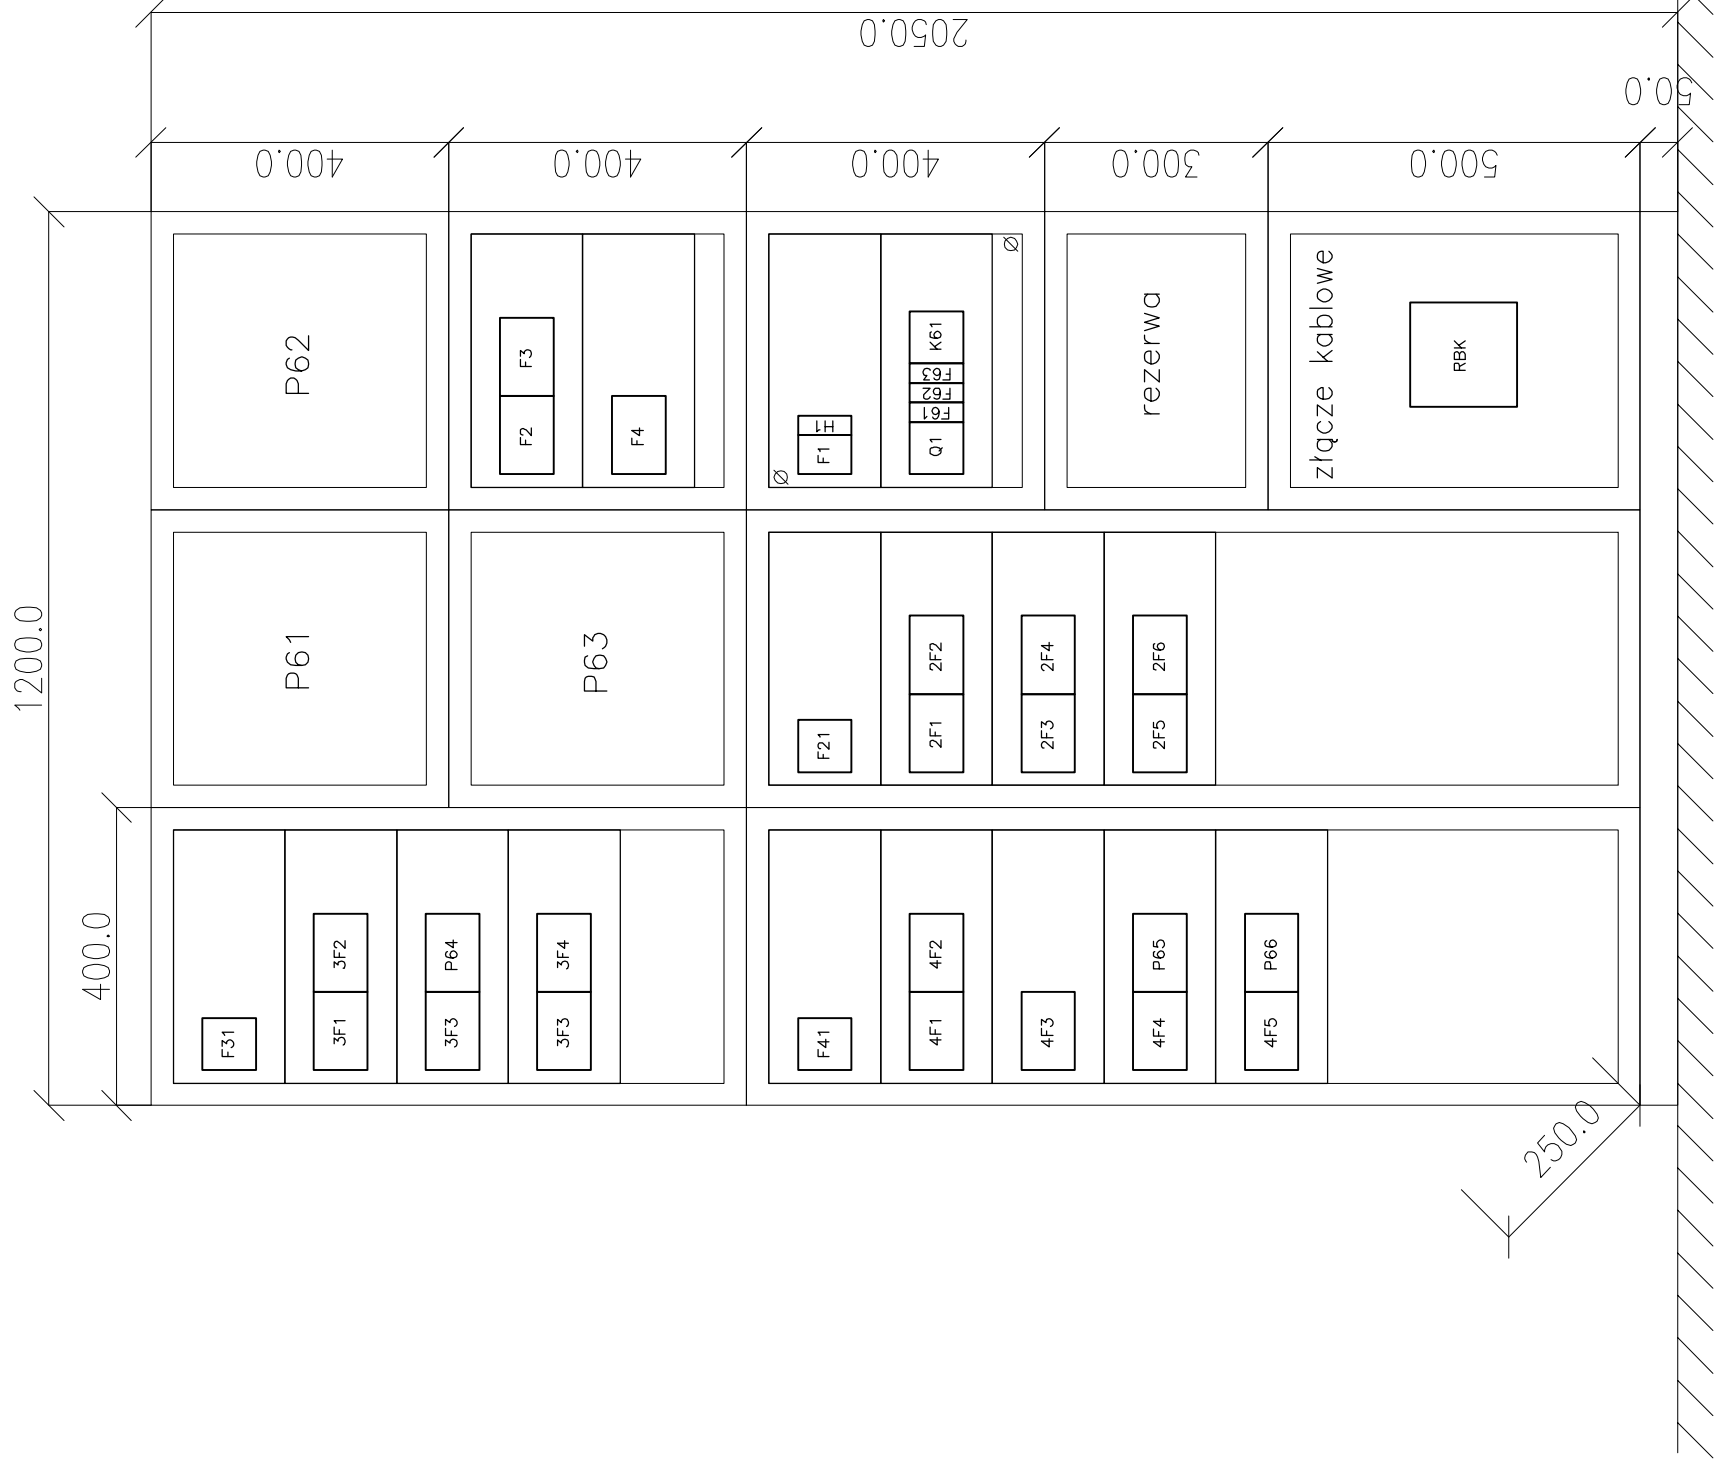 1200.0
400.0
F31
3F1 3F2
3F3 P64
3F3 3F4
F41
4F1 4F2
4F3
4F4 P65
4F5 P66
P61
P63
F21
2F1 2F2
2F3 2F4
2F5 2F6
P62
F2 F3
F4
Ø
F1 H1
Q1 F61 F62 F63 K61
Ø
rezerwa
złącze kablowe
RBK
400.0
400.0
400.0
300.0
500.0
50.0
2050.0
250.0